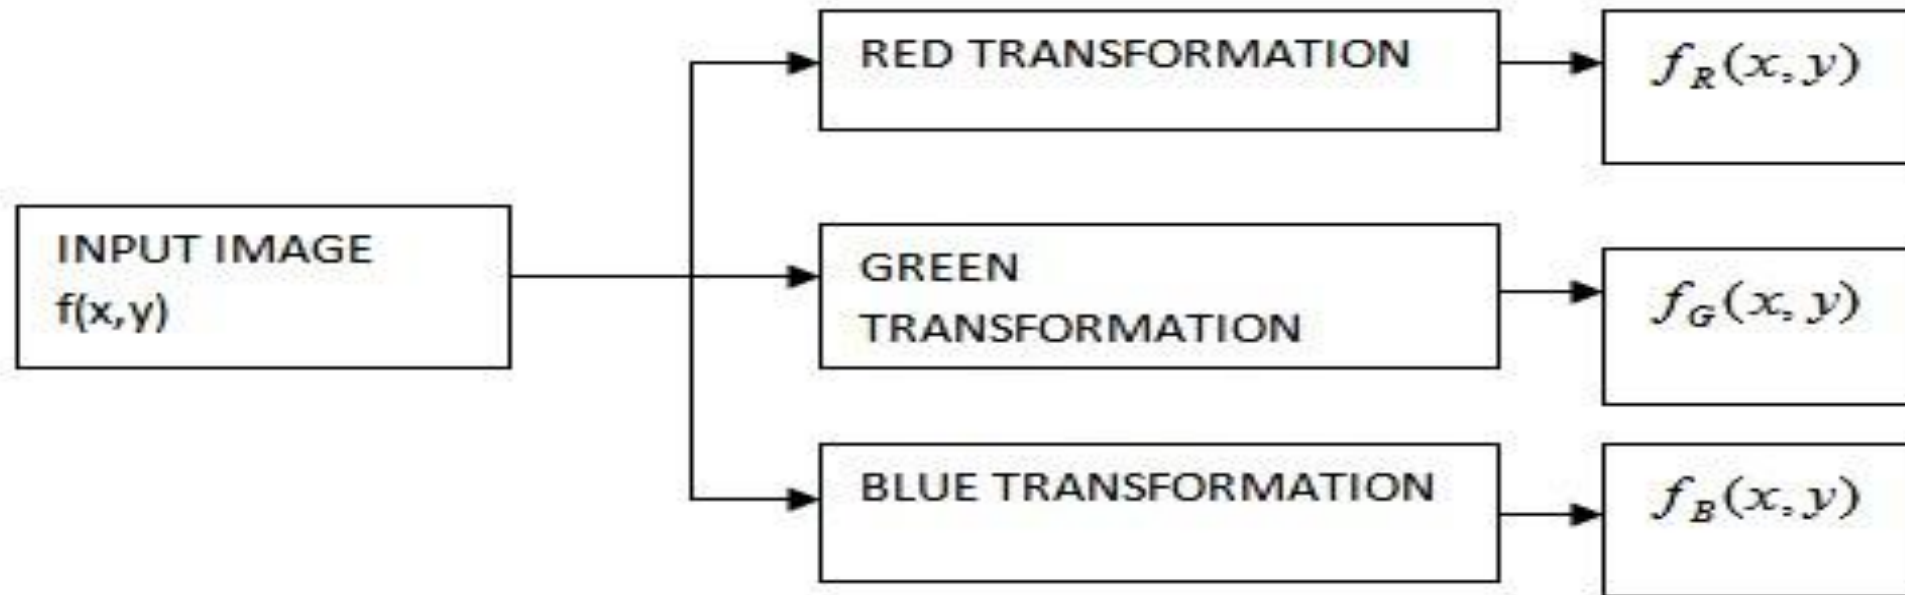 INPUT IMAGE
f(x,y)
RED TRANSFORMATION
f_R(x,y)
GREEN
TRANSFORMATION
f_G(x,y)
BLUE TRANSFORMATION
f_B(x,y)